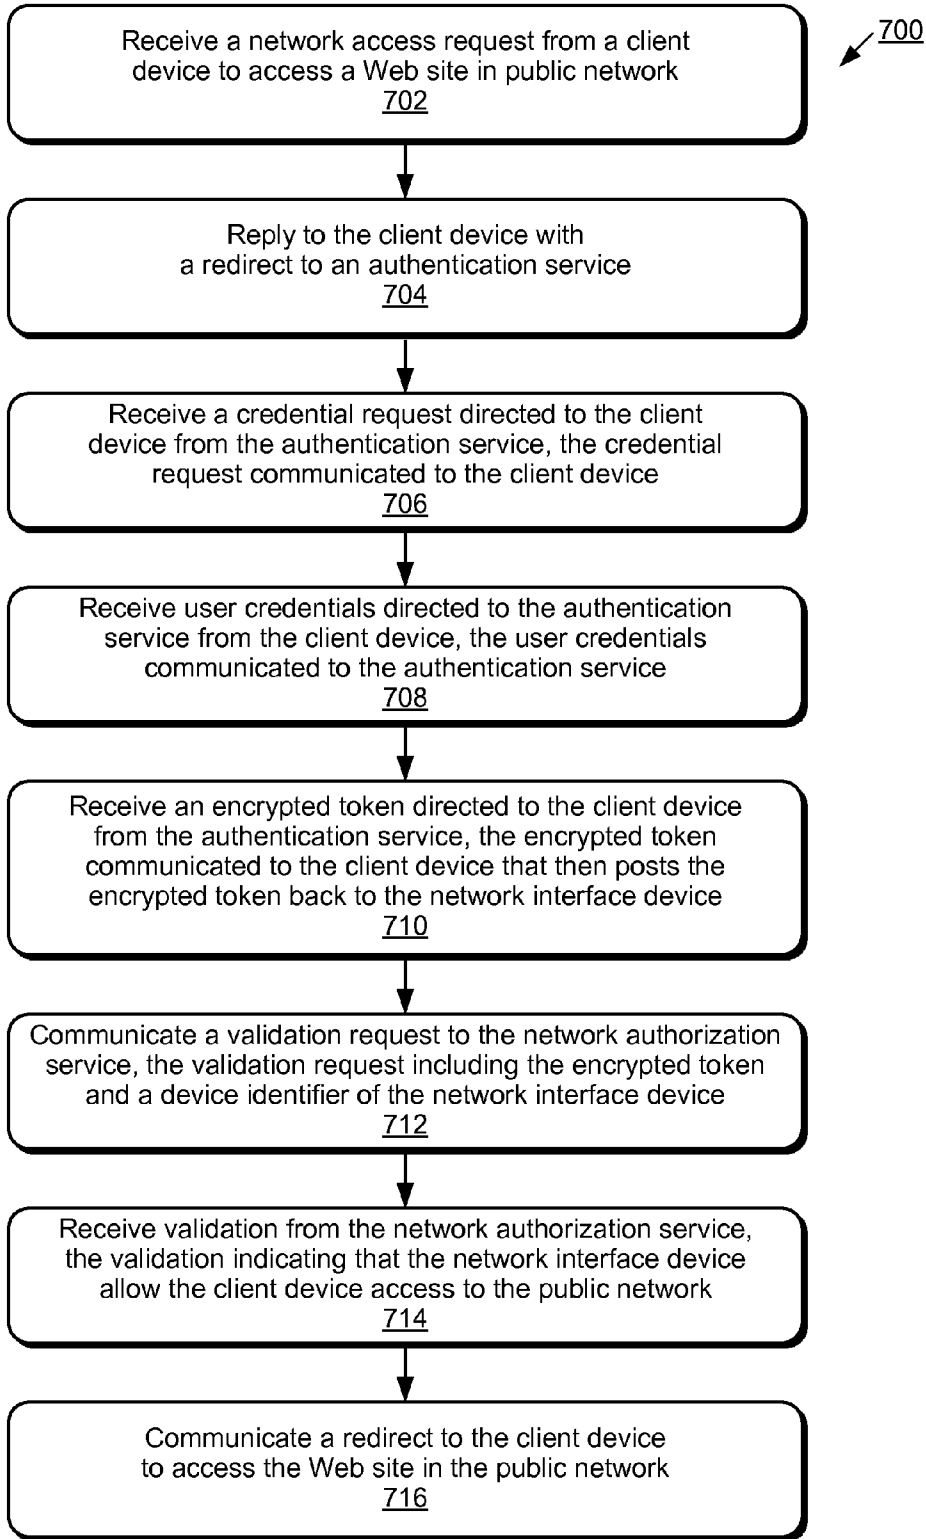 700
Receive a network access request from a client
device to access a Web site in public network
702
Reply to the client device with
a redirect to an authentication service
704
Receive a credential request directed to the client
device from the authentication service, the credential
request communicated to the client device
706
Receive user credentials directed to the authentication
service from the client device, the user credentials
communicated to the authentication service
708
Receive an encrypted token directed to the client device
from the authentication service, the encrypted token
communicated to the client device that then posts the
encrypted token back to the network interface device
710
Communicate a validation request to the network authorization
service, the validation request including the encrypted token
and a device identifier of the network interface device
712
Receive validation from the network authorization service,
the validation indicating that the network interface device
allow the client device access to the public network
714
Communicate a redirect to the client device
to access the Web site in the public network
716